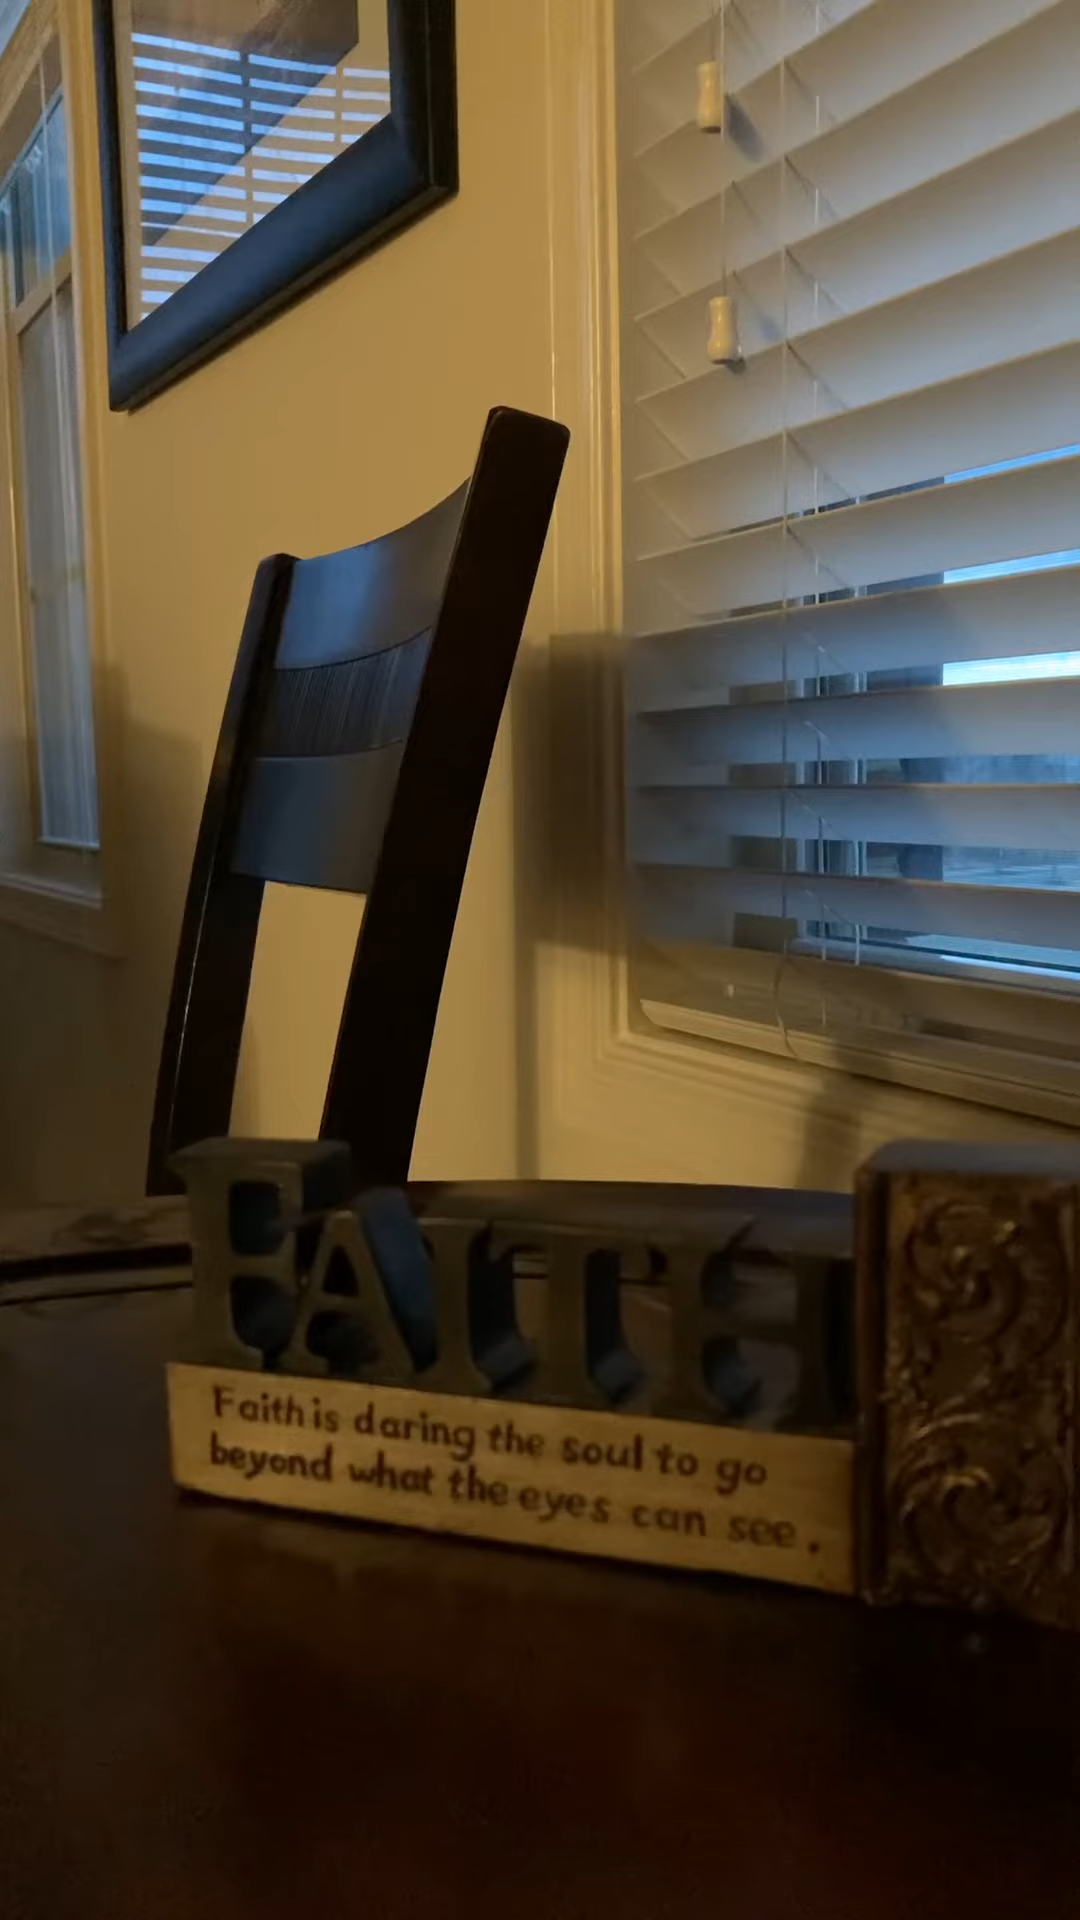 FAITH
Faith is daring the soul to go
beyond what the eyes can see.